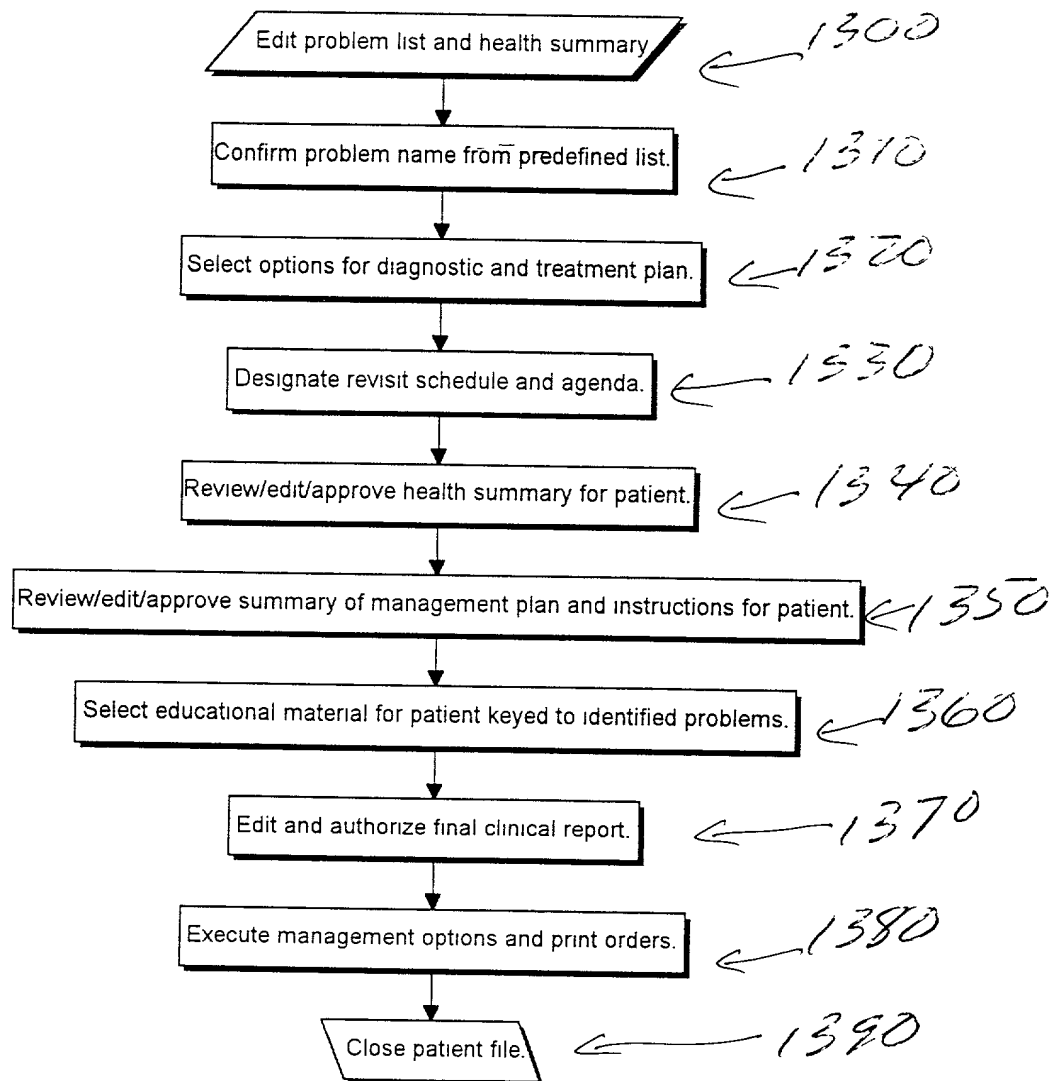 Edit problem list and health summary
1300
Confirm problem name from predefined list.
1310
Select options for diagnostic and treatment plan.
1320
Designate revisit schedule and agenda.
1330
Review/edit/approve health summary for patient.
1340
Review/edit/approve summary of management plan and instructions for patient.
1350
Select educational material for patient keyed to identified problems.
1360
Edit and authorize final clinical report.
1370
Execute management options and print orders.
1380
Close patient file.
1390